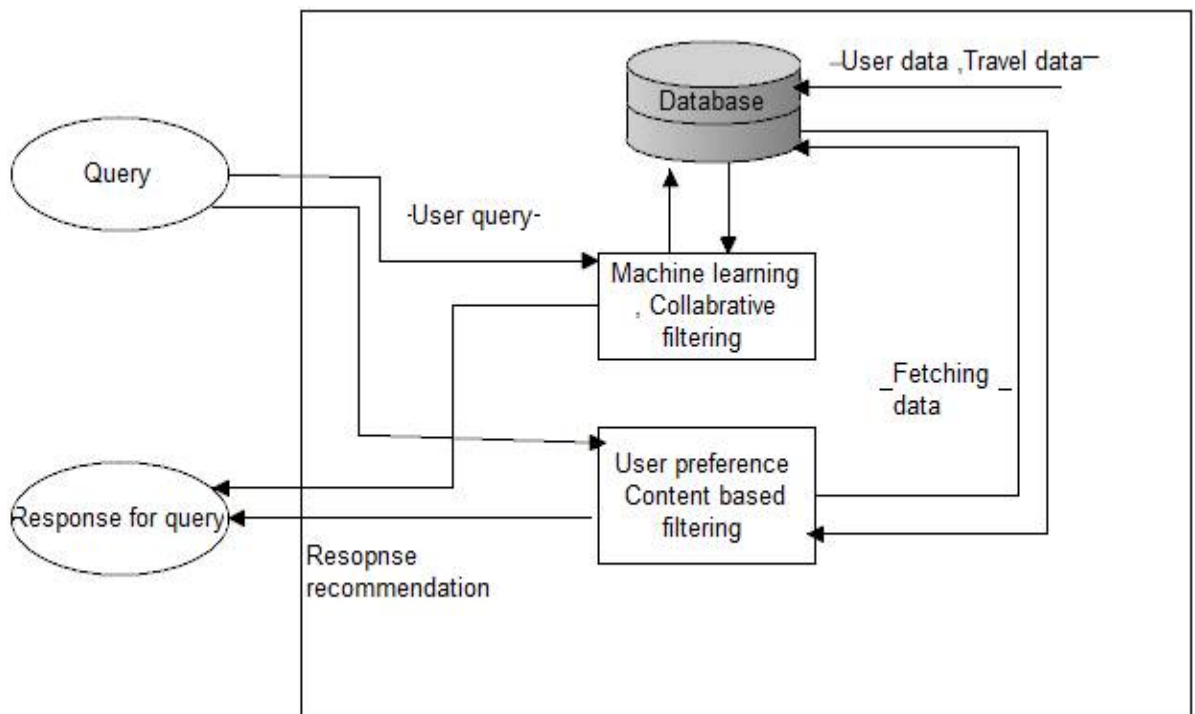 -User data ,Travel data-
Database
Query
-User query-
Machine learning
, Collabrative
filtering
_Fetching _
data
User preference
Content based
filtering
Response for query
Resopnse
recommendation